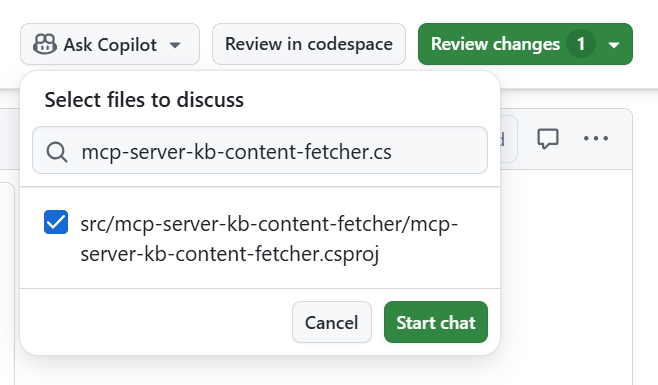 Ask Copilot
Review in codespace
Review changes 1
Select files to discuss
mcp-server-kb-content-fetcher.cs
src/mcp-server-kb-content-fetcher/mcp-
server-kb-content-fetcher.csproj
Cancel
Start chat